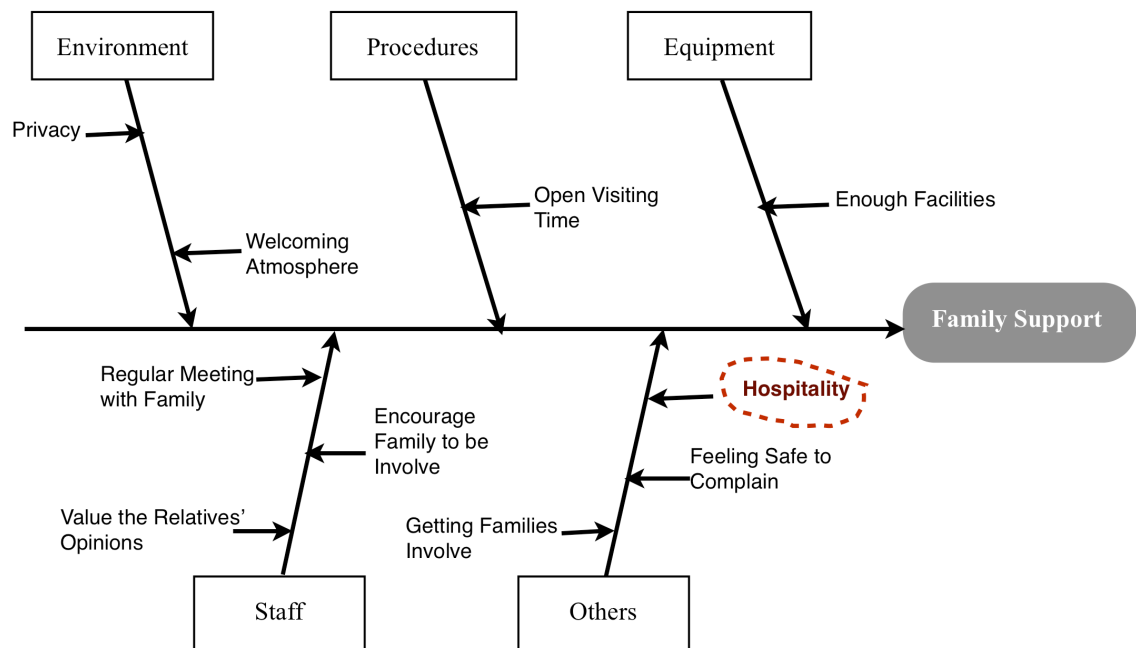 Environment
Procedures
Equipment
Privacy
Open Visiting
Time
Enough Facilities
Welcoming
Atmosphere
Family Support
Regular Meeting
with Family
Hospitality
Encourage
Family to be
Involve
Feeling Safe to
Complain
Value the Relatives’
Opinions
Getting Families
Involve
Staff
Others